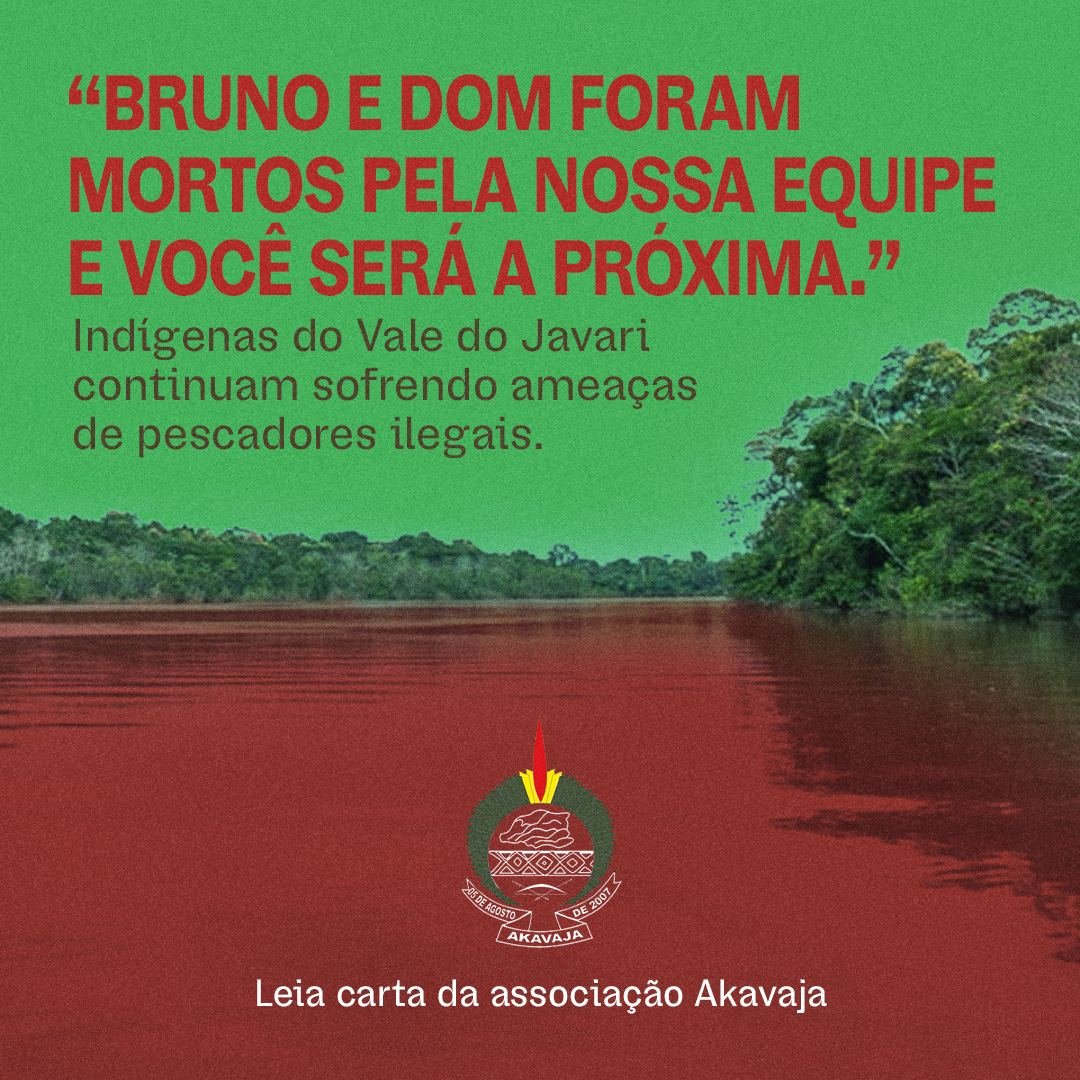 “BRUNO E DOM FORAM
MORTOS PELA NOSSA EQUIPE
E VOCÊ SERÁ A PRÓXIMA.”
Indígenas do Vale do Javari
continuam sofrendo ameaças
de pescadores ilegais.
05 DE AGOSTO
DE 2007
AKAVAJA
Leia carta da associação Akavaja